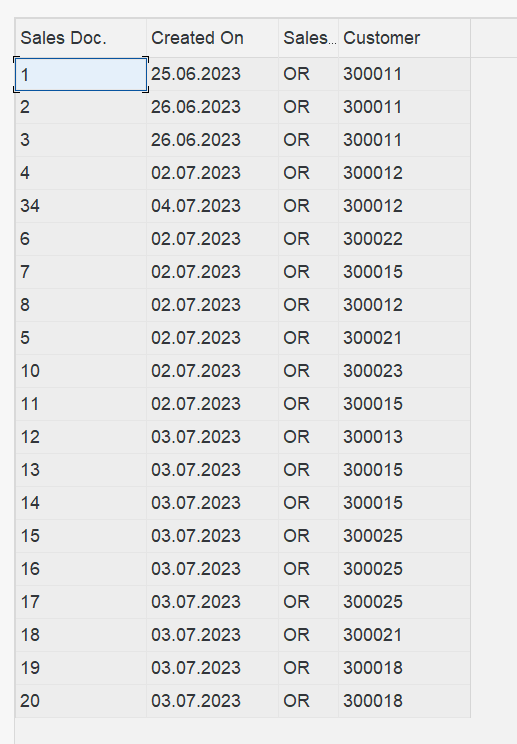 Sales Doc. Created On Sales... Customer
1 25.06.2023 OR 300011
2 26.06.2023 OR 300011
3 26.06.2023 OR 300011
4 02.07.2023 OR 300012
34 04.07.2023 OR 300012
6 02.07.2023 OR 300022
7 02.07.2023 OR 300015
8 02.07.2023 OR 300012
5 02.07.2023 OR 300021
10 02.07.2023 OR 300023
11 02.07.2023 OR 300015
12 03.07.2023 OR 300013
13 03.07.2023 OR 300015
14 03.07.2023 OR 300015
15 03.07.2023 OR 300025
16 03.07.2023 OR 300025
17 03.07.2023 OR 300025
18 03.07.2023 OR 300021
19 03.07.2023 OR 300018
20 03.07.2023 OR 300018